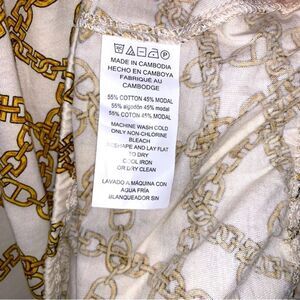 MADE IN CAMBODIA
HECHO EN CAMBOYA
FABRIQUÉ AU
CAMBODGE
55% COTTON 45% MODAL
55% algodón 45% modal
55% COTON 45% MODAL
MACHINE WASH COLD
ONLY NON-CHLORINE
BLEACH
RESHAPE AND LAY FLAT
TO DRY
COOL IRON
OR DRY CLEAN
LAVADO A MÁQUINA CON
AGUA FRÍA
BLANQUEADOR SIN